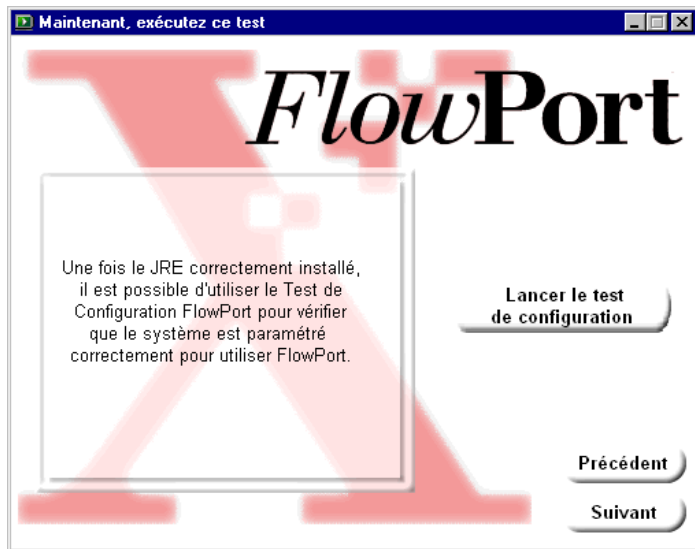 Maintenant, exécutez ce test
FlowPort
Une fois le JRE correctement installé,
il est possible d'utiliser le Test de
Configuration FlowPort pour vérifier
que le système est paramétré
correctement pour utiliser FlowPort.
Lancer le test
de configuration
Précédent
Suivant